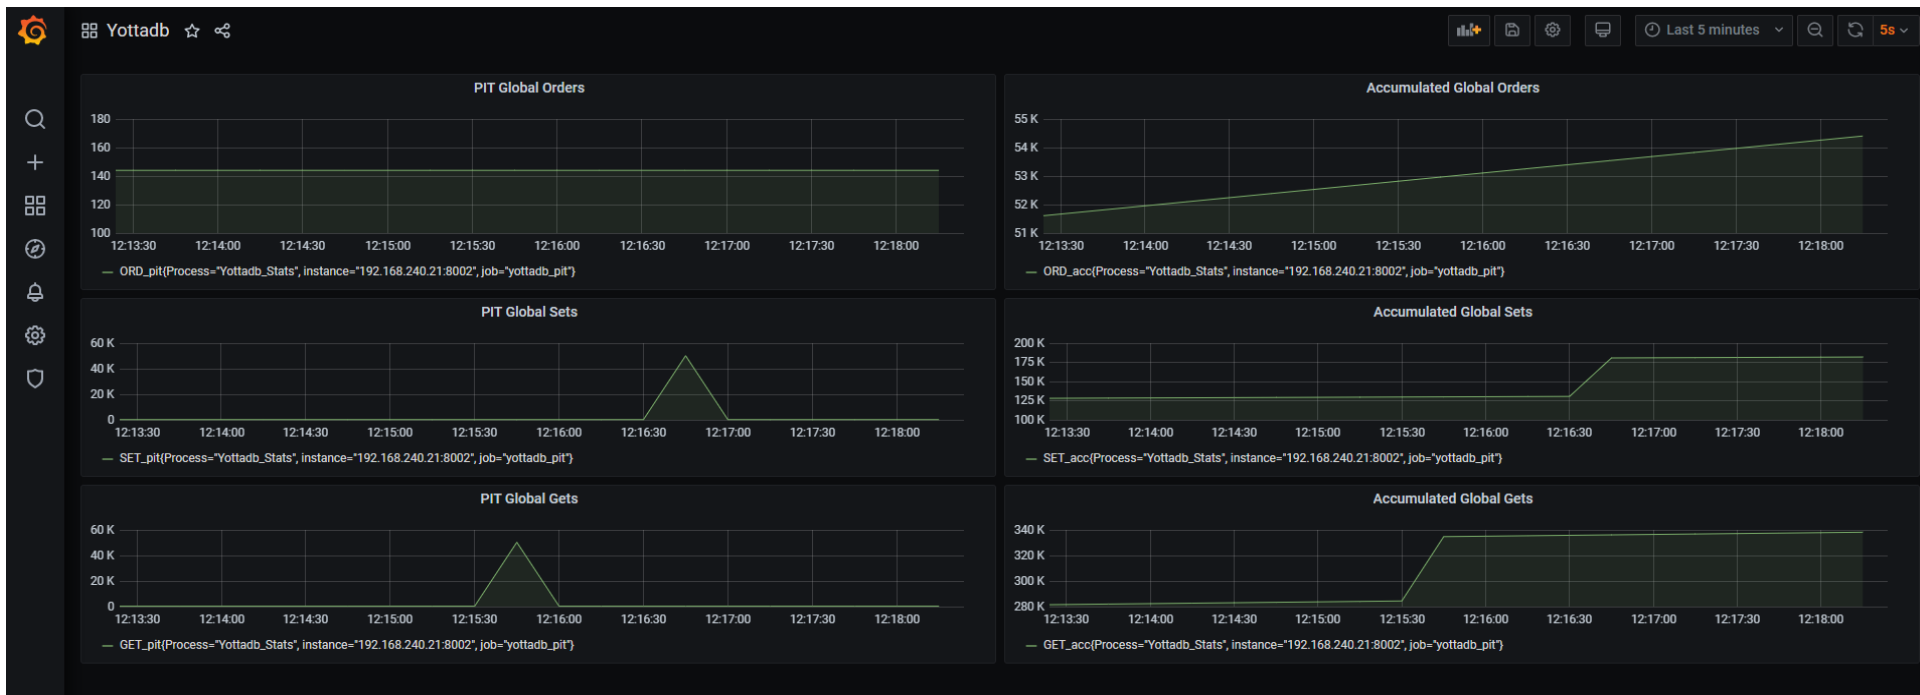 Yottadb
Last 5 minutes
5s
PIT Global Orders
180
160
140
120
100
12:13:30 12:14:00 12:14:30 12:15:00 12:15:30 12:16:00 12:16:30 12:17:00 12:17:30 12:18:00
ORD_pit{Process="Yottadb_Stats", instance="192.168.240.21:8002", job="yottadb_pit"}
Accumulated Global Orders
55 K
54 K
53 K
52 K
51 K
12:13:30 12:14:00 12:14:30 12:15:00 12:15:30 12:16:00 12:16:30 12:17:00 12:17:30 12:18:00
ORD_acc{Process="Yottadb_Stats", instance="192.168.240.21:8002", job="yottadb_pit"}
PIT Global Sets
60 K
40 K
20 K
0
12:13:30 12:14:00 12:14:30 12:15:00 12:15:30 12:16:00 12:16:30 12:17:00 12:17:30 12:18:00
SET_pit{Process="Yottadb_Stats", instance="192.168.240.21:8002", job="yottadb_pit"}
Accumulated Global Sets
200 K
175 K
150 K
125 K
100 K
12:13:30 12:14:00 12:14:30 12:15:00 12:15:30 12:16:00 12:16:30 12:17:00 12:17:30 12:18:00
SET_acc{Process="Yottadb_Stats", instance="192.168.240.21:8002", job="yottadb_pit"}
PIT Global Gets
60 K
40 K
20 K
0
12:13:30 12:14:00 12:14:30 12:15:00 12:15:30 12:16:00 12:16:30 12:17:00 12:17:30 12:18:00
GET_pit{Process="Yottadb_Stats", instance="192.168.240.21:8002", job="yottadb_pit"}
Accumulated Global Gets
340 K
320 K
300 K
280 K
12:13:30 12:14:00 12:14:30 12:15:00 12:15:30 12:16:00 12:16:30 12:17:00 12:17:30 12:18:00
GET_acc{Process="Yottadb_Stats", instance="192.168.240.21:8002", job="yottadb_pit"}